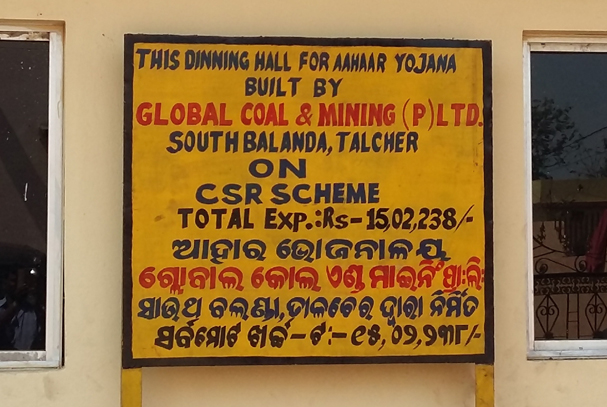 THIS DINNING HALL FOR AAHAAR YOJANA
BUILT BY
GLOBAL COAL & MINING (P) LTD.
SOUTH BALANDA, TALCHER
ON
CSR SCHEME
TOTAL EXP.:Rs- 15,02,238/-
ଆହାର ଭୋଜନାଳୟ
ଗ୍ଲୋବାଲ କୋଲ ଏଣ୍ଡ ମାଇନିଂ ପ୍ରା:ଲି:
ସାଉଥ ବଲଣ୍ଡା,ତାଳଚେର ଦ୍ୱାରା ନିର୍ମିତ
ସର୍ବମୋଟ ଖର୍ଚ୍ଚ - ଟ:- ୧୫,୦୨,୨୩୮/-